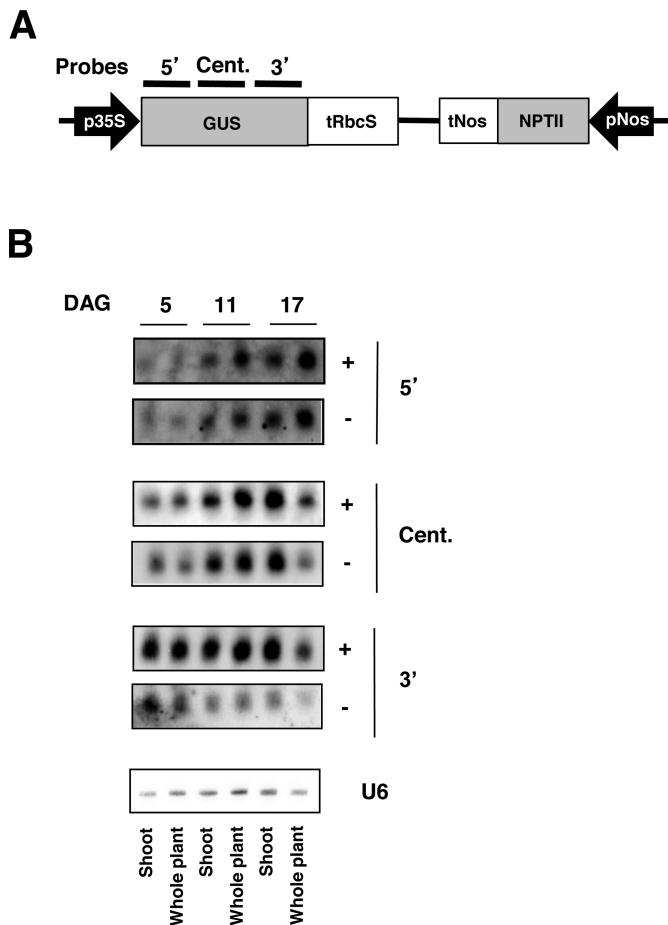 A
Probes 5’ Cent. 3’
p35S GUS tRbcS tNos NPTII pNos
B
DAG 5 11 17
+
5’
-
+
Cent.
-
+
3’
-
U6
Shoot
Whole plant
Shoot
Whole plant
Shoot
Whole plant